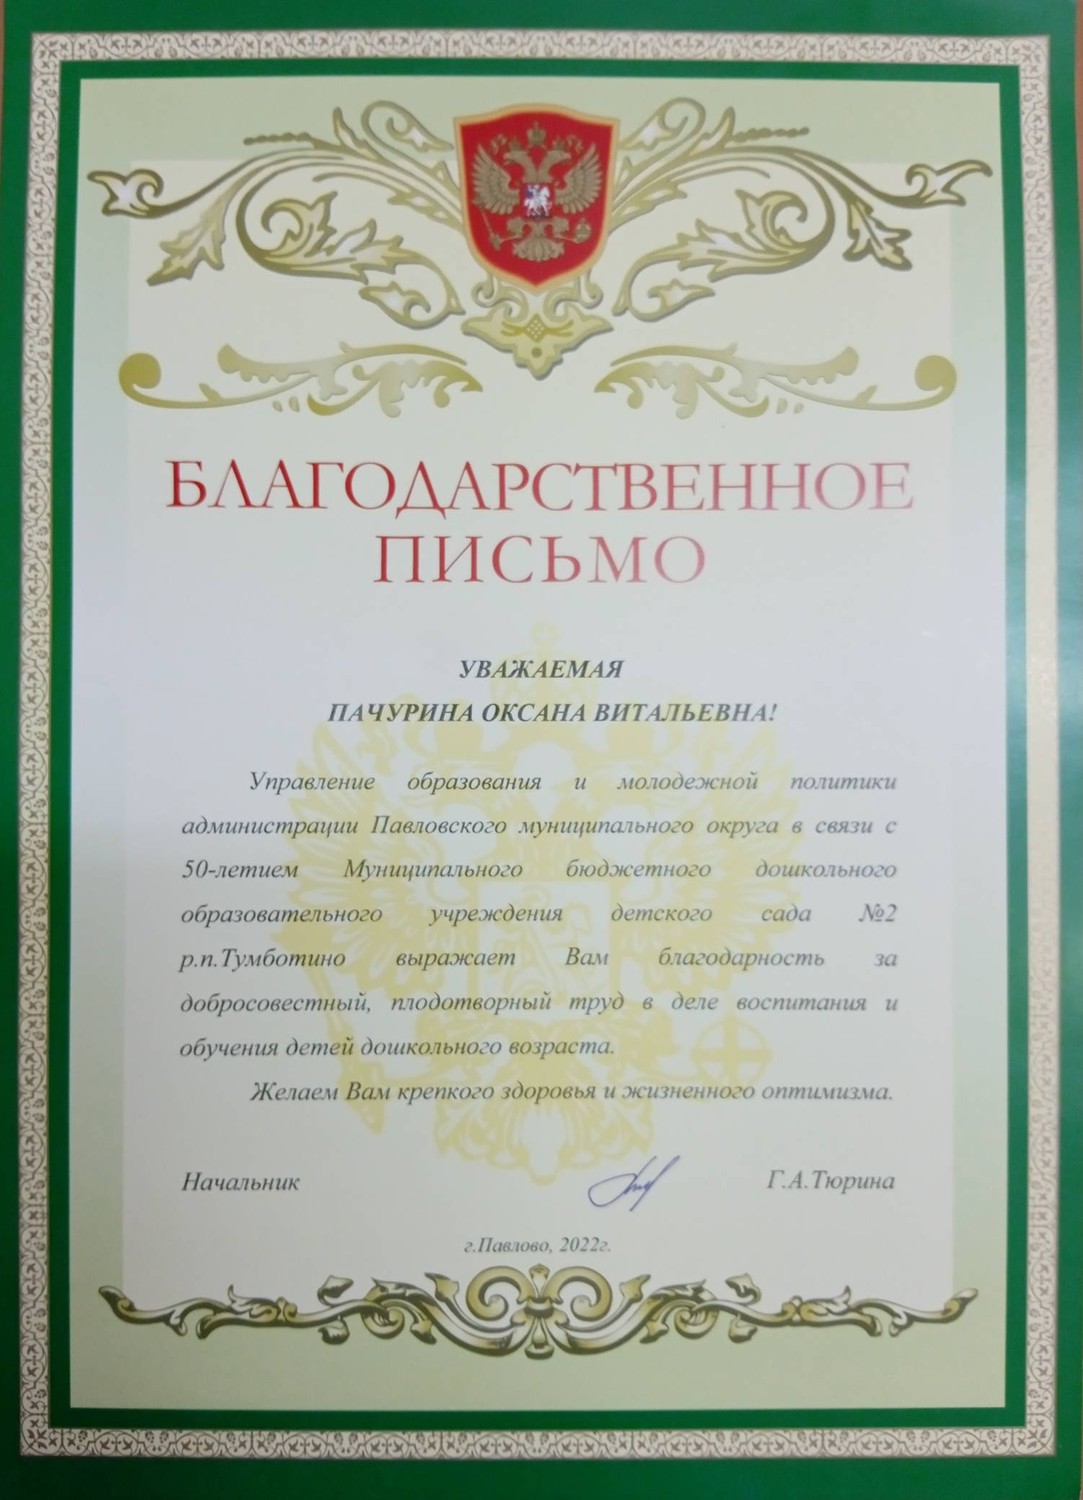 БЛАГОДАРСТВЕННОЕ
ПИСЬМО
УВАЖАЕМАЯ
ПАЧУРИНА ОКСАНА ВИТАЛЬЕВНА!
Управление образования и молодежной политики
администрации Павловского муниципального округа в связи с
50-летием Муниципального бюджетного дошкольного
образовательного учреждения детского сада №2
р.п.Тумботино выражает Вам благодарность за
добросовестный, плодотворный труд в деле воспитания и
обучения детей дошкольного возраста.
Желаем Вам крепкого здоровья и жизненного оптимизма.
Начальник Г.А.Тюрина
г.Павлово, 2022г.